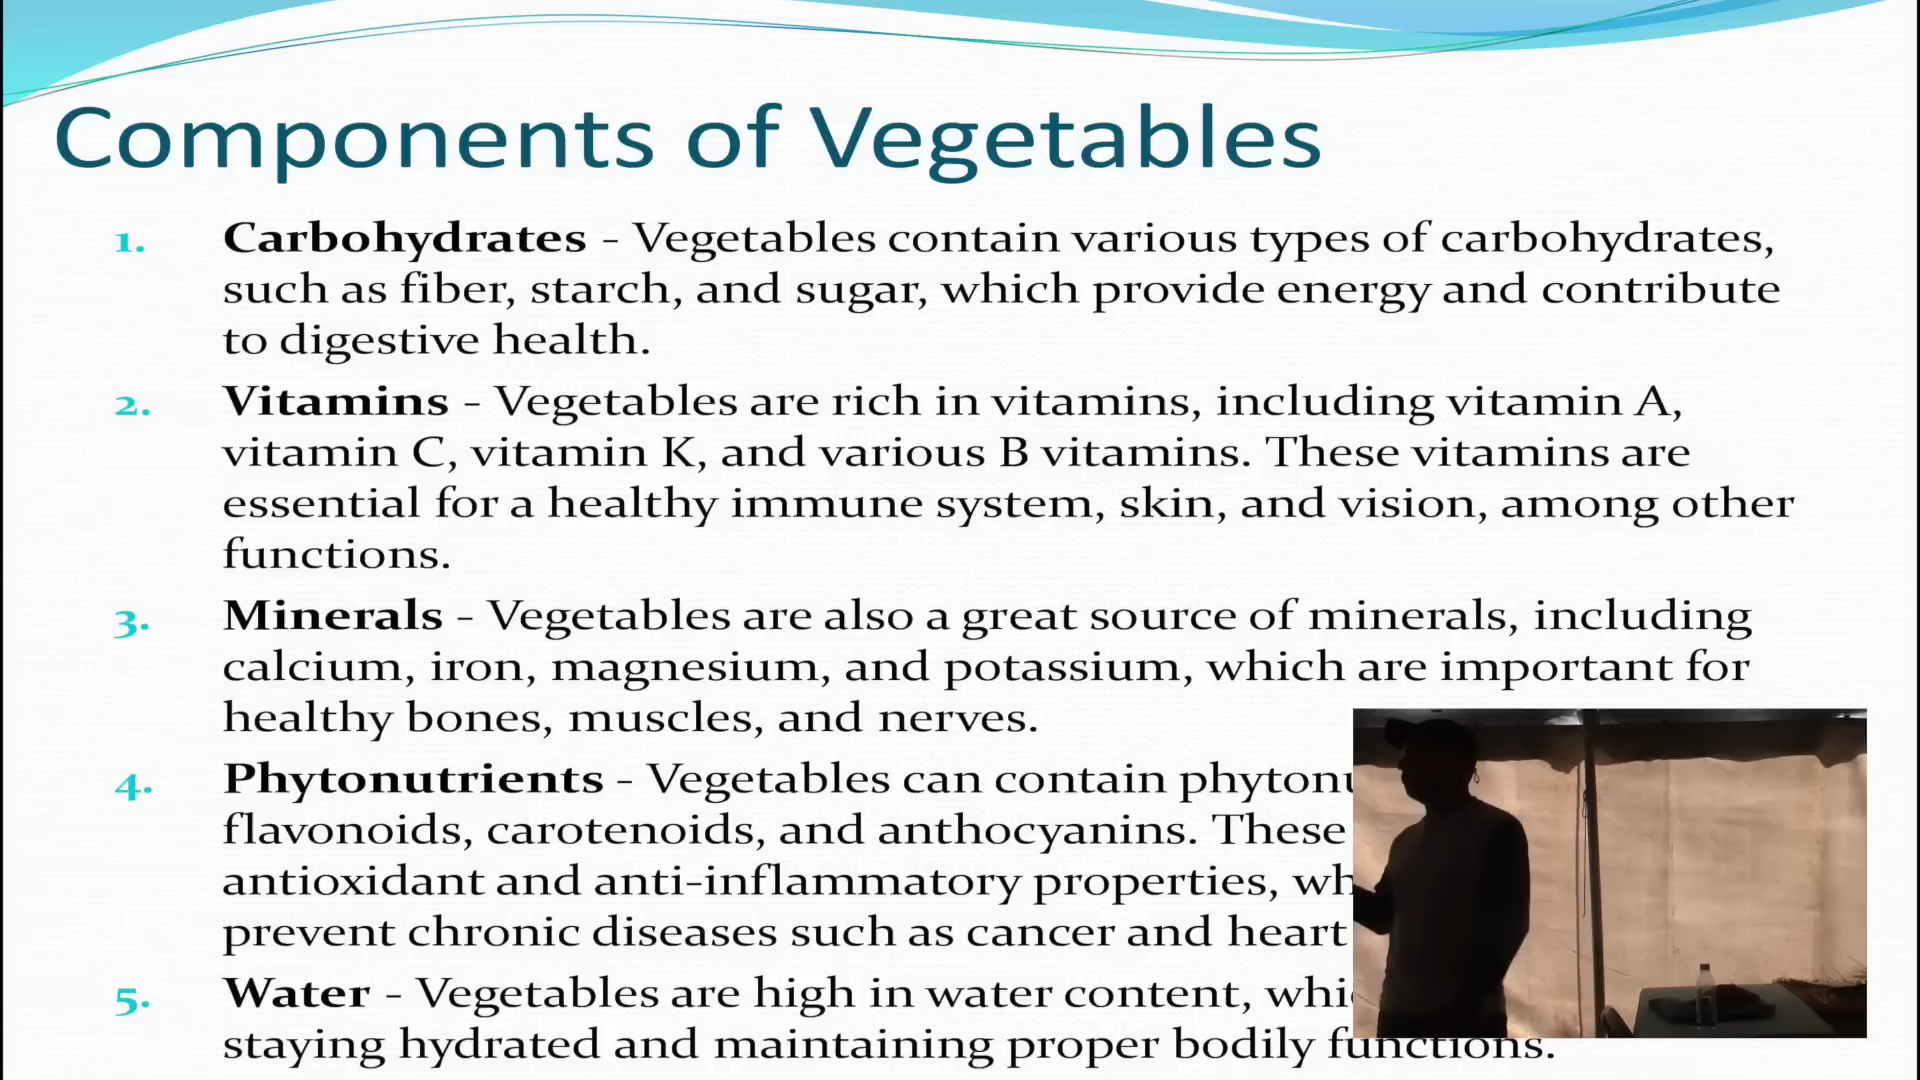 Components of Vegetables
1. Carbohydrates - Vegetables contain various types of carbohydrates,
such as fiber, starch, and sugar, which provide energy and contribute
to digestive health.
2. Vitamins - Vegetables are rich in vitamins, including vitamin A,
vitamin C, vitamin K, and various B vitamins. These vitamins are
essential for a healthy immune system, skin, and vision, among other
functions.
3. Minerals - Vegetables are also a great source of minerals, including
calcium, iron, magnesium, and potassium, which are important for
healthy bones, muscles, and nerves.
4. Phytonutrients - Vegetables can contain
flavonoids, carotenoids, and anthocyanins. These
antioxidant and anti-inflammatory properties,
prevent chronic diseases such as cancer and heart
5. Water - Vegetables are high in water content,
staying hydrated and maintaining proper bodily functions.